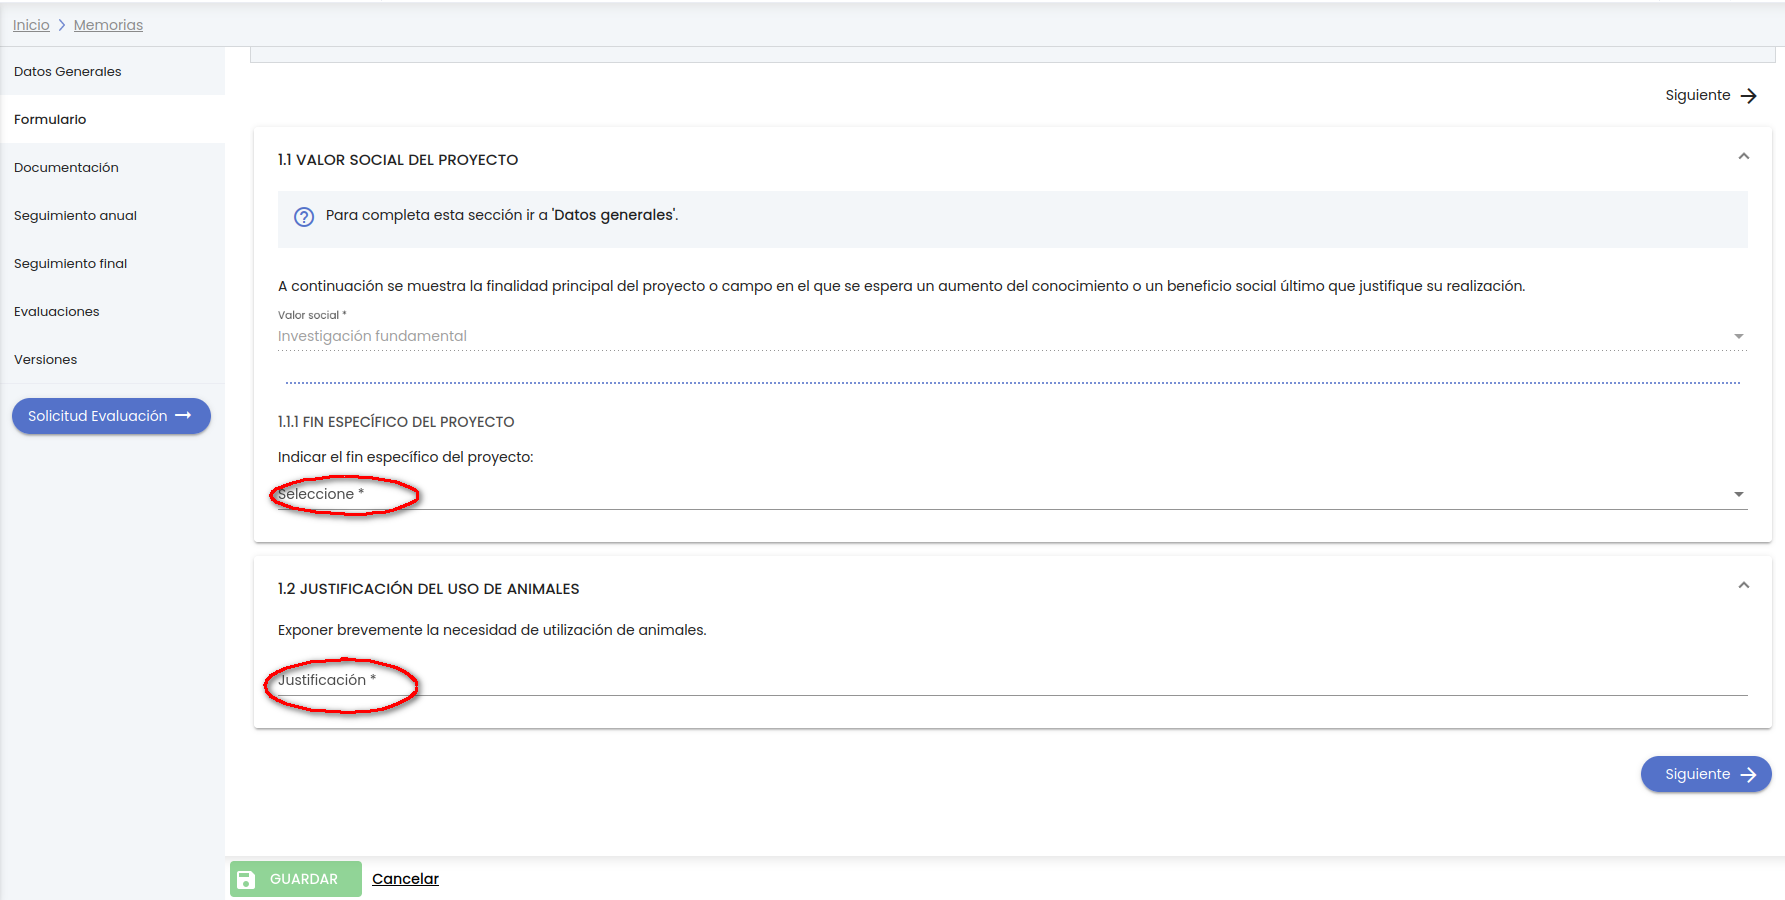 Inicio > Memorias
Datos Generales
Formulario
Documentación
Seguimiento anual
Seguimiento final
Evaluaciones
Versiones
Solicitud Evaluación →
Siguiente →
1.1 VALOR SOCIAL DEL PROYECTO
Para completa esta sección ir a 'Datos generales'.
A continuación se muestra la finalidad principal del proyecto o campo en el que se espera un aumento del conocimiento o un beneficio social último que justifique su realización.
Valor social *
Investigación fundamental
1.1.1 FIN ESPECÍFICO DEL PROYECTO
Indicar el fin específico del proyecto:
Seleccione *
1.2 JUSTIFICACIÓN DEL USO DE ANIMALES
Exponer brevemente la necesidad de utilización de animales.
Justificación *
Siguiente →
GUARDAR Cancelar